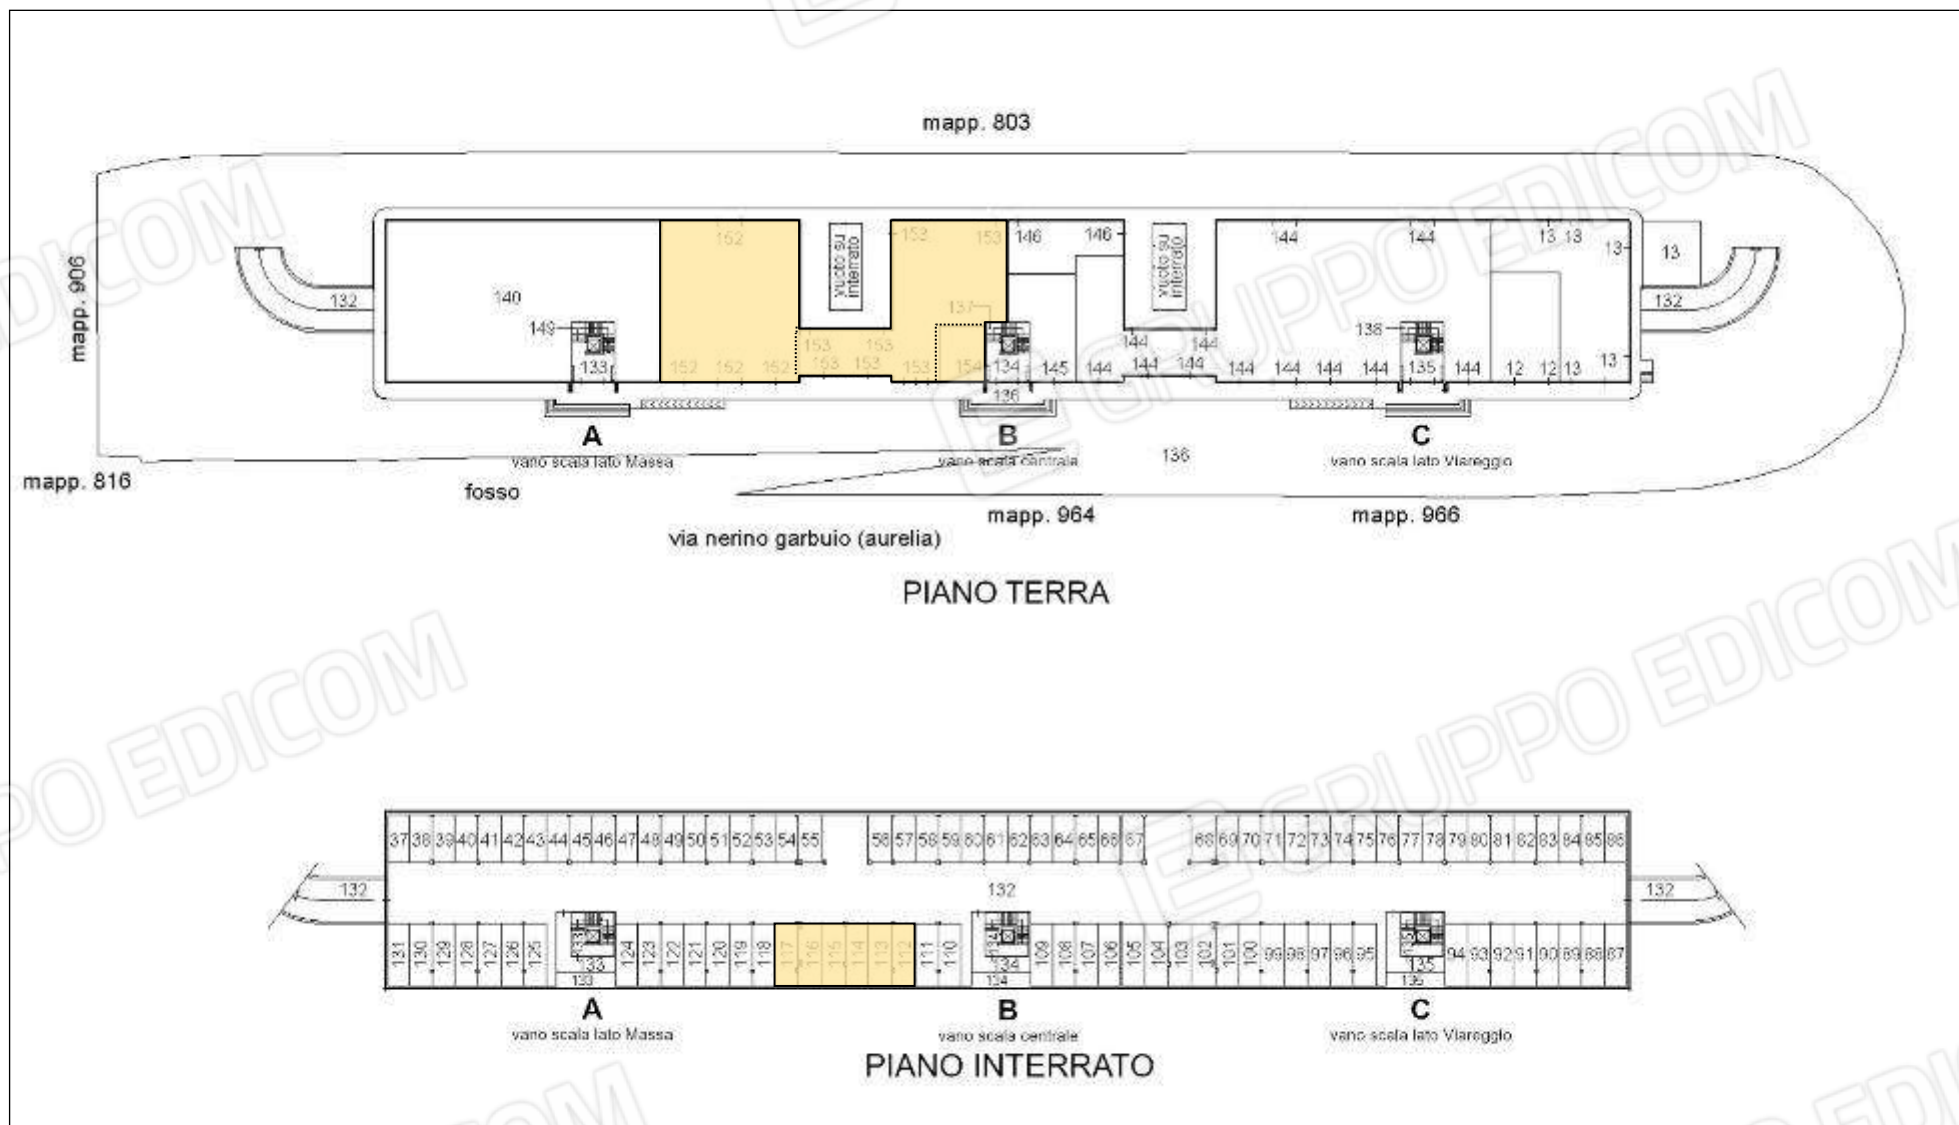 mapp. 803
mapp. 906
152 153 153 146 146 144 144 13 13 13 13
vuoto su interrato
vuoto su interrato
132 140 137 132
149 138
153 153 144 144
133 152 152 152 153 153 153 154 134 145 144 144 144 144 144 144 144 135 144 12 12 13 13
136
A B C
vano scala lato Massa vano scala centrale 136 vano scala lato Viareggio
mapp. 816 fosso
mapp. 964 mapp. 966
via nerino garbuio (aurelia)
PIANO TERRA
37 38 39 40 41 42 43 44 45 46 47 48 49 50 51 52 53 54 55 56 57 58 59 60 61 62 63 64 65 66 67 68 69 70 71 72 73 74 75 76 77 78 79 80 81 82 83 84 85 86
132 132 132
131 130 129 128 127 126 125 133 124 123 122 121 120 119 118 117 116 115 114 113 112 111 110 134 109 108 107 106 105 104 103 102 101 100 99 98 97 96 95 135 94 93 92 91 90 89 88 87
133 134 135
133 134 135
A B C
vano scala lato Massa vano scala centrale vano scala lato Viareggio
PIANO INTERRATO
GRUPPO EDICOM
GRUPPO EDICOM